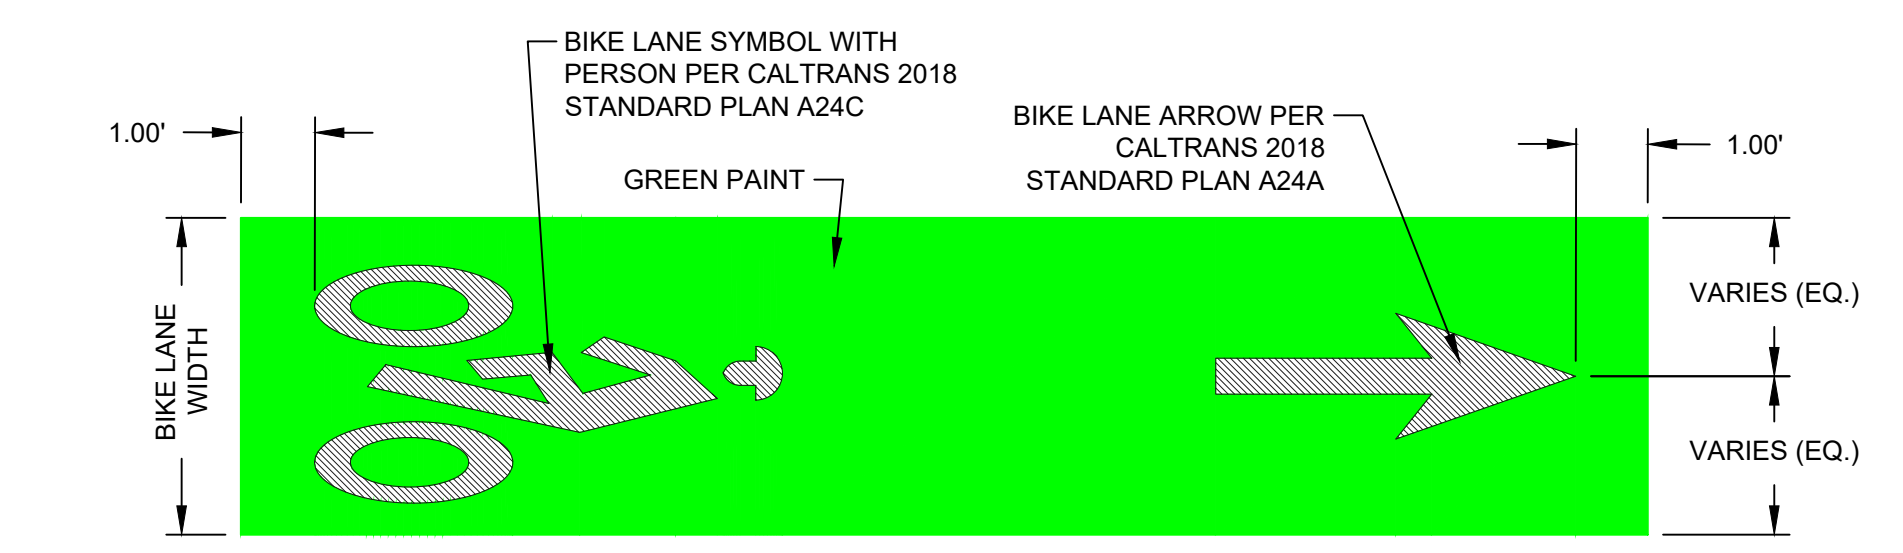 BIKE LANE SYMBOL WITH
PERSON PER CALTRANS 2018
STANDARD PLAN A24C
BIKE LANE ARROW PER
CALTRANS 2018
STANDARD PLAN A24A
1.00'
1.00'
GREEN PAINT
BIKE LANE
WIDTH
VARIES (EQ.)
VARIES (EQ.)